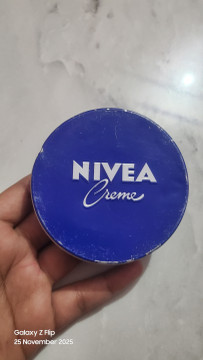 NIVEA
Creme
Galaxy Z Flip
25 November 2025